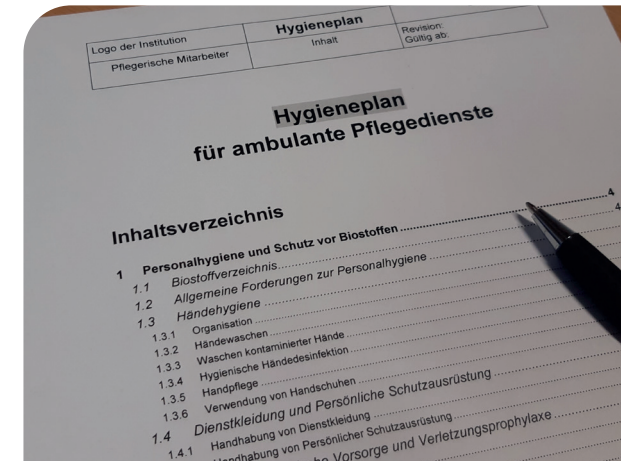 Logo der Institution
Hygieneplan
Revision:
Gültig ab:
Pflegerische Mitarbeiter
Inhalt
Hygieneplan
für ambulante Pflegedienste
Inhaltsverzeichnis
1 Personalhygiene und Schutz vor Biostoffen 4
1.1 Biostoffverzeichnis 4
1.2 Allgemeine Forderungen zur Personalhygiene
1.3 Händehygiene
1.3.1 Organisation
1.3.2 Händewaschen
1.3.3 Waschen kontaminierter Hände
1.3.4 Hygienische Händedesinfektion
1.3.5 Handpflege
1.3.6 Verwendung von Handschuhen
1.4 Dienstkleidung und Persönliche Schutzausrüstung
1.4.1 Handhabung von Dienstkleidung
Handhabung von Persönlicher Schutzausrüstung
Vorsorge und Verletzungsprophylaxe